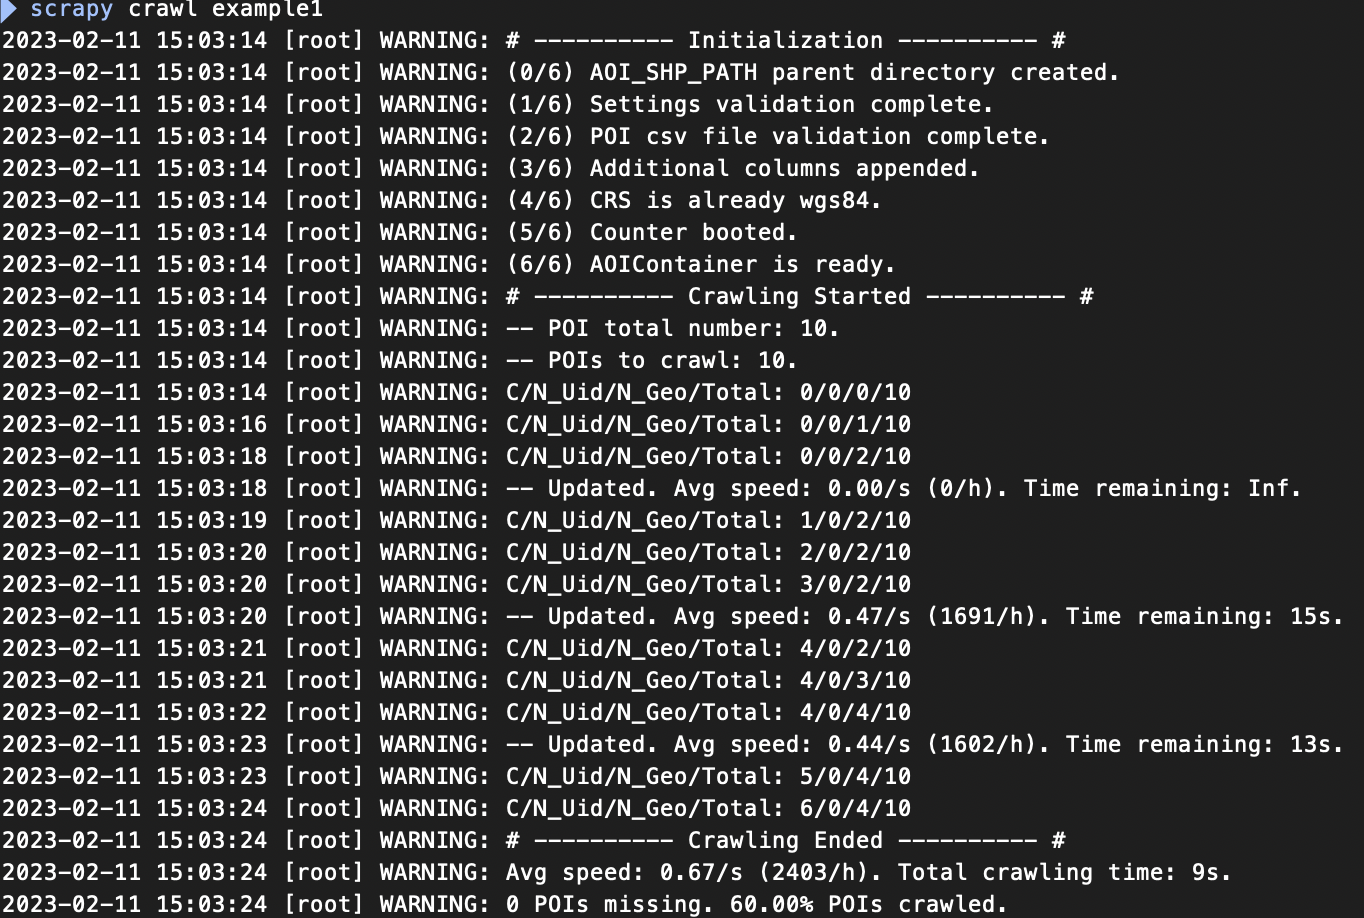 scrapy crawl example1
2023-02-11 15:03:14 [root] WARNING: # ---------- Initialization ---------- #
2023-02-11 15:03:14 [root] WARNING: (0/6) AOI_SHP_PATH parent directory created.
2023-02-11 15:03:14 [root] WARNING: (1/6) Settings validation complete.
2023-02-11 15:03:14 [root] WARNING: (2/6) POI csv file validation complete.
2023-02-11 15:03:14 [root] WARNING: (3/6) Additional columns appended.
2023-02-11 15:03:14 [root] WARNING: (4/6) CRS is already wgs84.
2023-02-11 15:03:14 [root] WARNING: (5/6) Counter booted.
2023-02-11 15:03:14 [root] WARNING: (6/6) AOIContainer is ready.
2023-02-11 15:03:14 [root] WARNING: # ---------- Crawling Started ---------- #
2023-02-11 15:03:14 [root] WARNING: -- POI total number: 10.
2023-02-11 15:03:14 [root] WARNING: -- POIs to crawl: 10.
2023-02-11 15:03:14 [root] WARNING: C/N_Uid/N_Geo/Total: 0/0/0/10
2023-02-11 15:03:16 [root] WARNING: C/N_Uid/N_Geo/Total: 0/0/1/10
2023-02-11 15:03:18 [root] WARNING: C/N_Uid/N_Geo/Total: 0/0/2/10
2023-02-11 15:03:18 [root] WARNING: -- Updated. Avg speed: 0.00/s (0/h). Time remaining: Inf.
2023-02-11 15:03:19 [root] WARNING: C/N_Uid/N_Geo/Total: 1/0/2/10
2023-02-11 15:03:20 [root] WARNING: C/N_Uid/N_Geo/Total: 2/0/2/10
2023-02-11 15:03:20 [root] WARNING: C/N_Uid/N_Geo/Total: 3/0/2/10
2023-02-11 15:03:20 [root] WARNING: -- Updated. Avg speed: 0.47/s (1691/h). Time remaining: 15s.
2023-02-11 15:03:21 [root] WARNING: C/N_Uid/N_Geo/Total: 4/0/2/10
2023-02-11 15:03:21 [root] WARNING: C/N_Uid/N_Geo/Total: 4/0/3/10
2023-02-11 15:03:22 [root] WARNING: C/N_Uid/N_Geo/Total: 4/0/4/10
2023-02-11 15:03:23 [root] WARNING: -- Updated. Avg speed: 0.44/s (1602/h). Time remaining: 13s.
2023-02-11 15:03:23 [root] WARNING: C/N_Uid/N_Geo/Total: 5/0/4/10
2023-02-11 15:03:24 [root] WARNING: C/N_Uid/N_Geo/Total: 6/0/4/10
2023-02-11 15:03:24 [root] WARNING: # ---------- Crawling Ended ---------- #
2023-02-11 15:03:24 [root] WARNING: Avg speed: 0.67/s (2403/h). Total crawling time: 9s.
2023-02-11 15:03:24 [root] WARNING: 0 POIs missing. 60.00% POIs crawled.